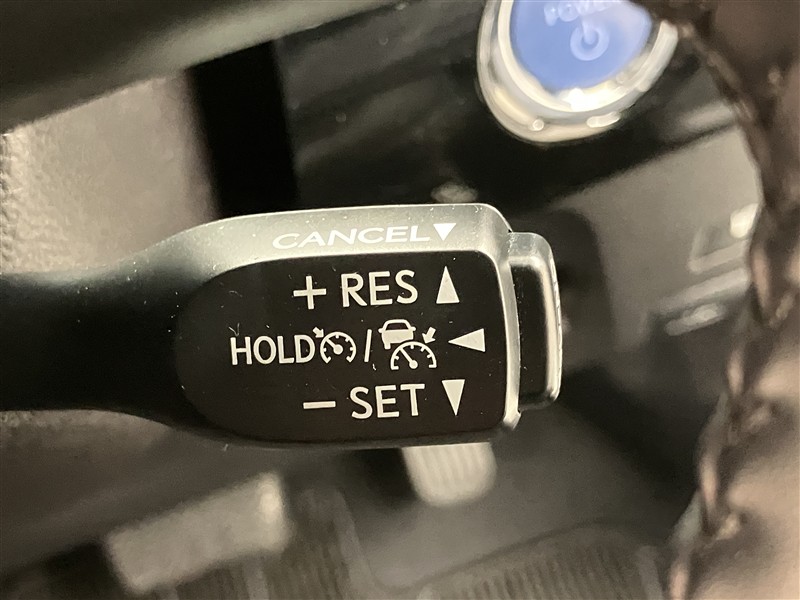 POWER
CANCEL▼
+ RES ▲
HOLD / ◀
− SET ▼